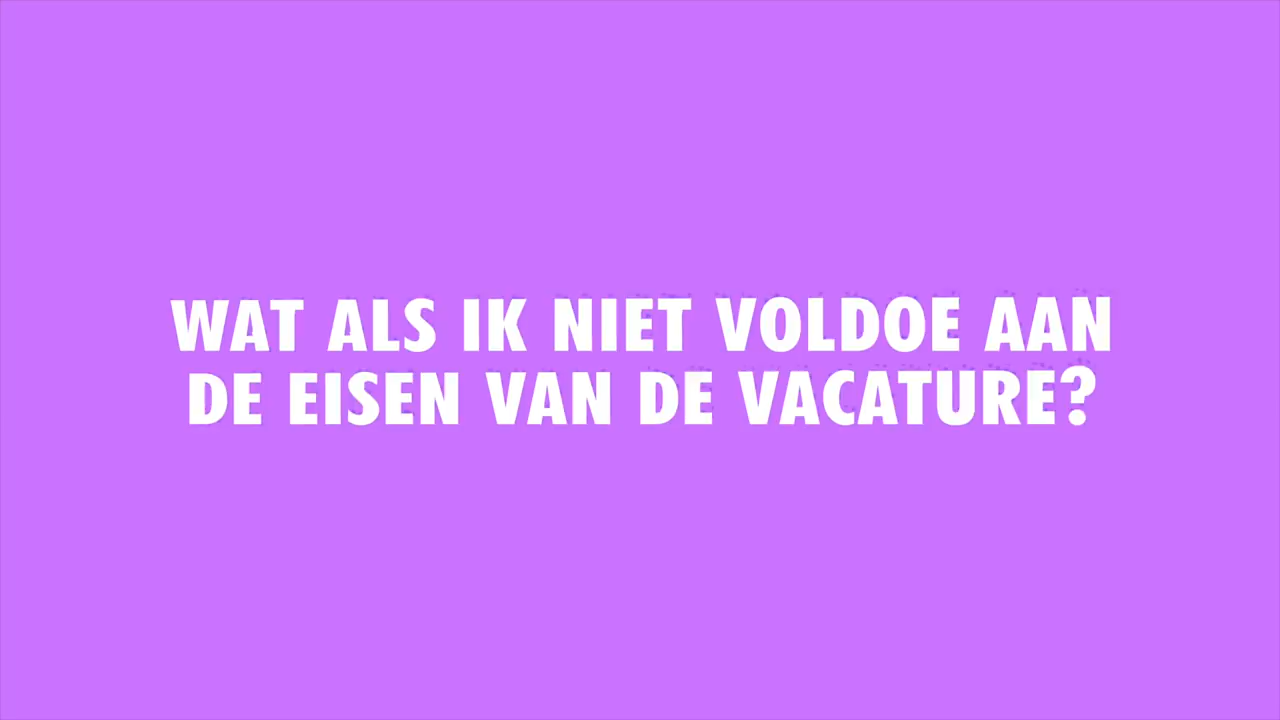 WAT ALS IK NIET VOLDOE AAN
DE EISEN VAN DE VACATURE?